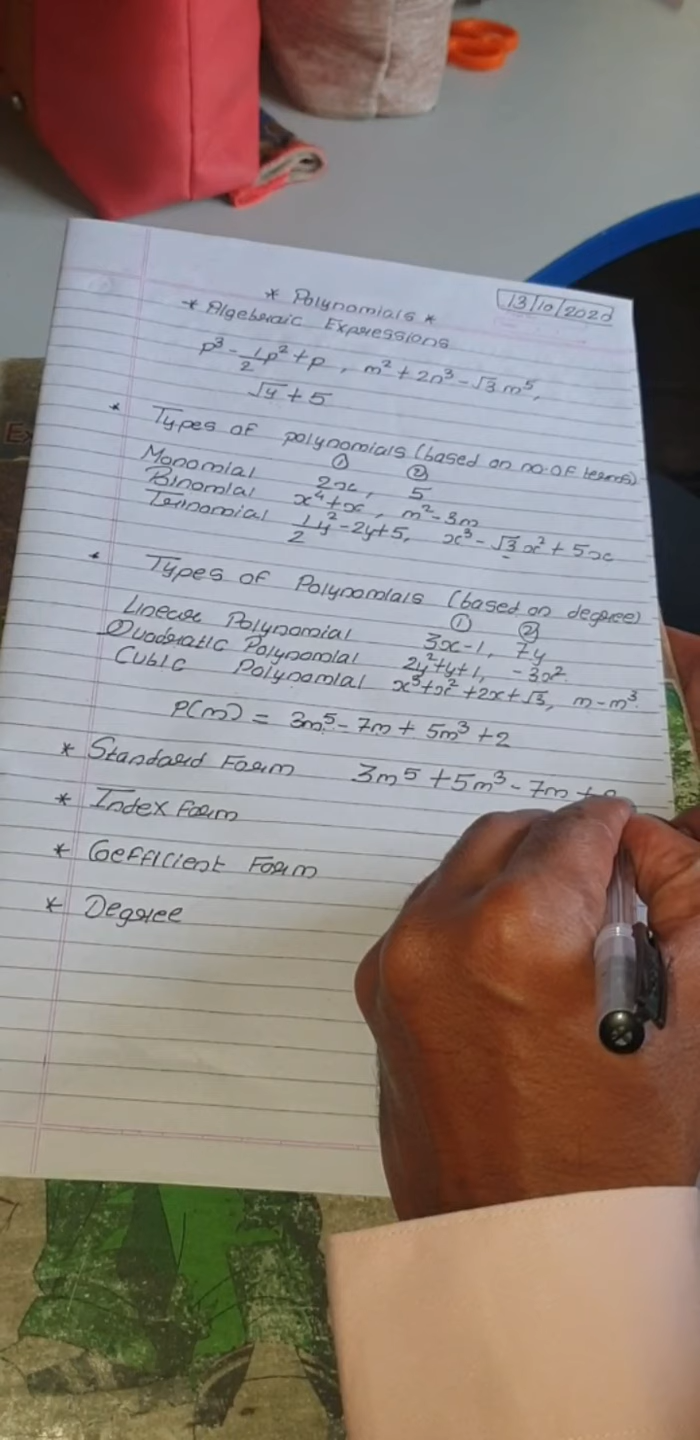 * Polynomials *
13/10/2020
* Algebraic Expressions
p³ - 1/2 p² + p , m² + 2n³ - √3 m⁵,
√4 + 5
* Types of polynomials (based on no. of terms)
① ②
Monomial 2x, 5
Binomial x⁴+x , m²-3m
Trinomial 1/2 y²-2y+5, x³-√3x²+5x
* Types of Polynomials (based on degree)
① ②
Linear Polynomial 3x-1, 7y
Quadratic Polynomial 2y²+y+1, -3x².
Cubic Polynomial x³+x²+2x+√3, m-m³.
P(m) = 3m⁵-7m+5m³+2
* Standard Form 3m⁵+5m³-7m+
* Index Form
* Coefficient Form
* Degree